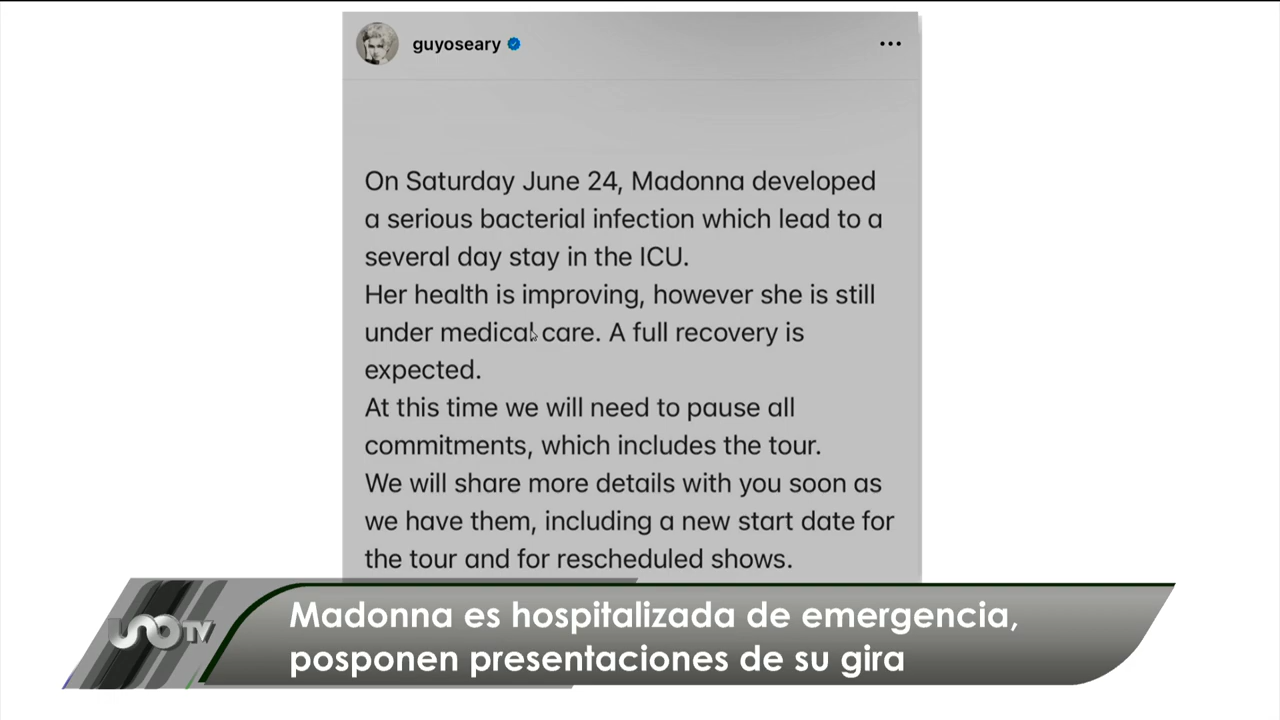 guyoseary
On Saturday June 24, Madonna developed
a serious bacterial infection which lead to a
several day stay in the ICU.
Her health is improving, however she is still
under medical care. A full recovery is
expected.
At this time we will need to pause all
commitments, which includes the tour.
We will share more details with you soon as
we have them, including a new start date for
the tour and for rescheduled shows.
UNO TV
Madonna es hospitalizada de emergencia,
posponen presentaciones de su gira